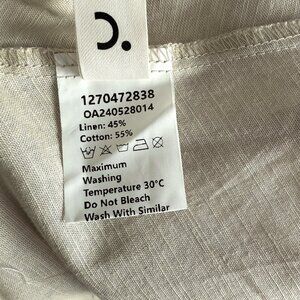 C.
1270472838
OA240528014
Linen: 45%
Cotton: 55%
Maximum
Washing
Temperature 30°C
Do Not Bleach
Wash With Similar